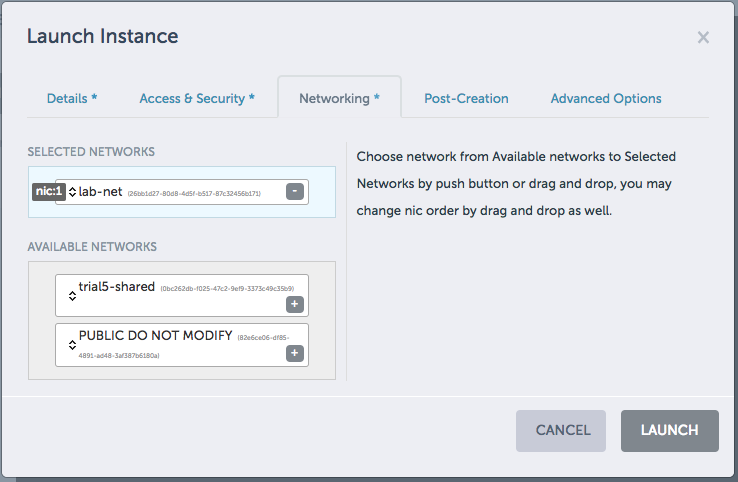 Launch Instance
×
Details *
Access & Security *
Networking *
Post-Creation
Advanced Options
SELECTED NETWORKS
nic:1 lab-net (26bb1d27-80d8-4d5f-b517-87c32456b171) -
AVAILABLE NETWORKS
trial5-shared (0bc262db-f025-47c2-9ef9-3373c49c35b9)
+
PUBLIC DO NOT MODIFY (82e6ce06-df85-
4891-ad48-3af387b6180a) +
Choose network from Available networks to Selected
Networks by push button or drag and drop, you may
change nic order by drag and drop as well.
CANCEL
LAUNCH